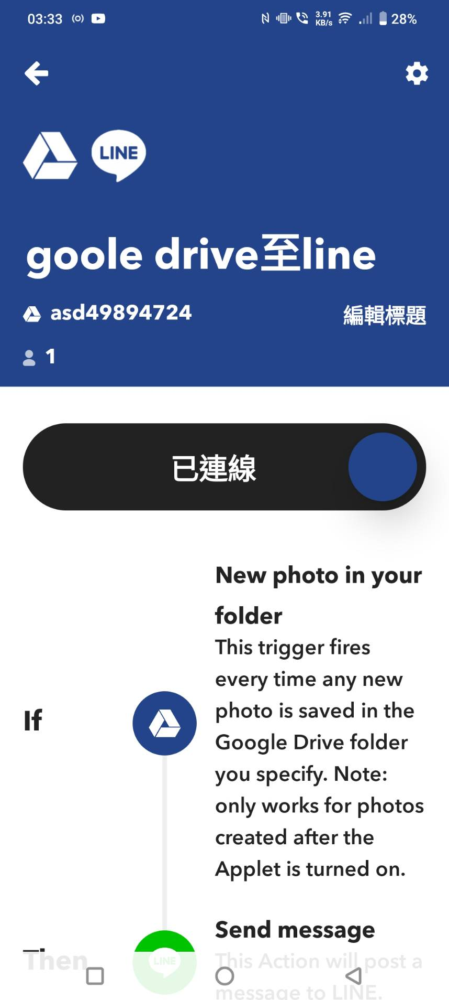 03:33 3.91 KB/s 28%
LINE
goole drive至line
asd49894724 編輯標題
1
已連線
New photo in your
folder
This trigger fires
every time any new
photo is saved in the
Google Drive folder
you specify. Note:
only works for photos
created after the
Applet is turned on.
If
Send message
Then LINE This Action will post a
message to LINE.